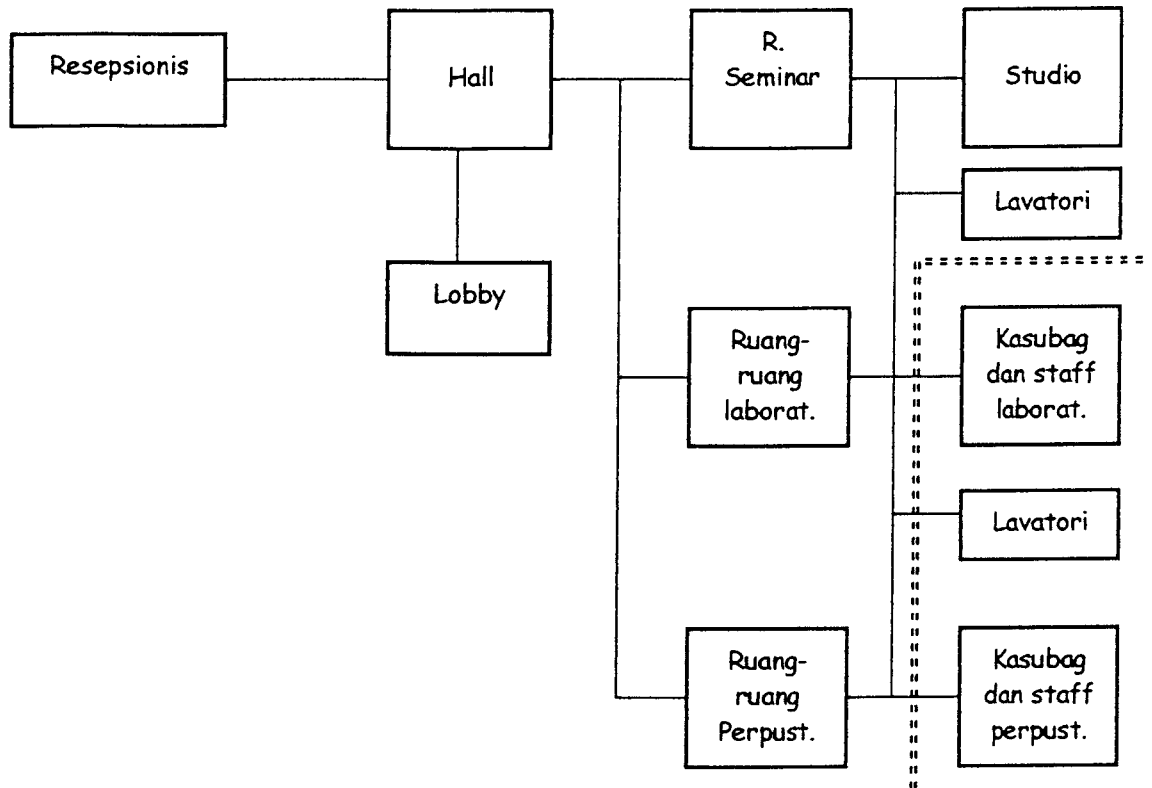 Resepsionis
Hall
R.
Seminar
Studio
Lavatori
Lobby
Ruang-
ruang
laborat.
Kasubag
dan staff
laborat.
Lavatori
Ruang-
ruang
Perpust.
Kasubag
dan staff
perpust.